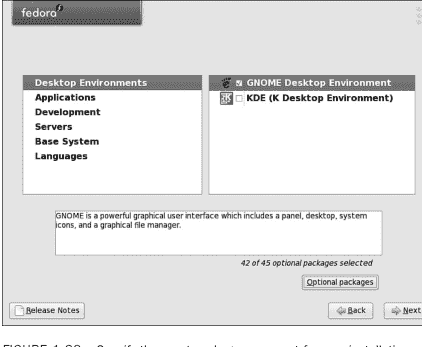 fedora
Desktop Environments
Applications
Development
Servers
Base System
Languages
GNOME Desktop Environment
KDE (K Desktop Environment)
GNOME is a powerful graphical user interface which includes a panel, desktop, system
icons, and a graphical file manager.
42 of 45 optional packages selected
Optional packages
Release Notes
Back
Next